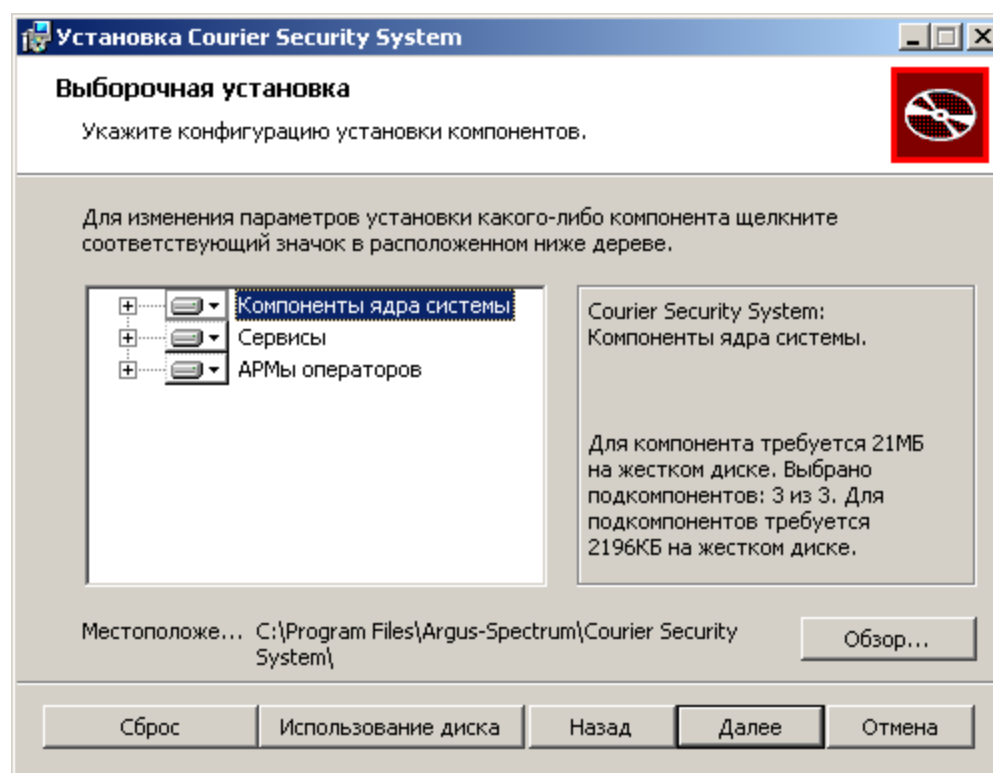 Установка Courier Security System
Выборочная установка
Укажите конфигурацию установки компонентов.
Для изменения параметров установки какого-либо компонента щелкните
соответствующий значок в расположенном ниже дереве.
Компоненты ядра системы
Сервисы
АРМы операторов
Courier Security System:
Компоненты ядра системы.
Для компонента требуется 21МБ
на жестком диске. Выбрано
подкомпонентов: 3 из 3. Для
подкомпонентов требуется
2196КБ на жестком диске.
Местоположе... C:\Program Files\Argus-Spectrum\Courier Security
System\
Обзор...
Сброс Использование диска Назад Далее Отмена